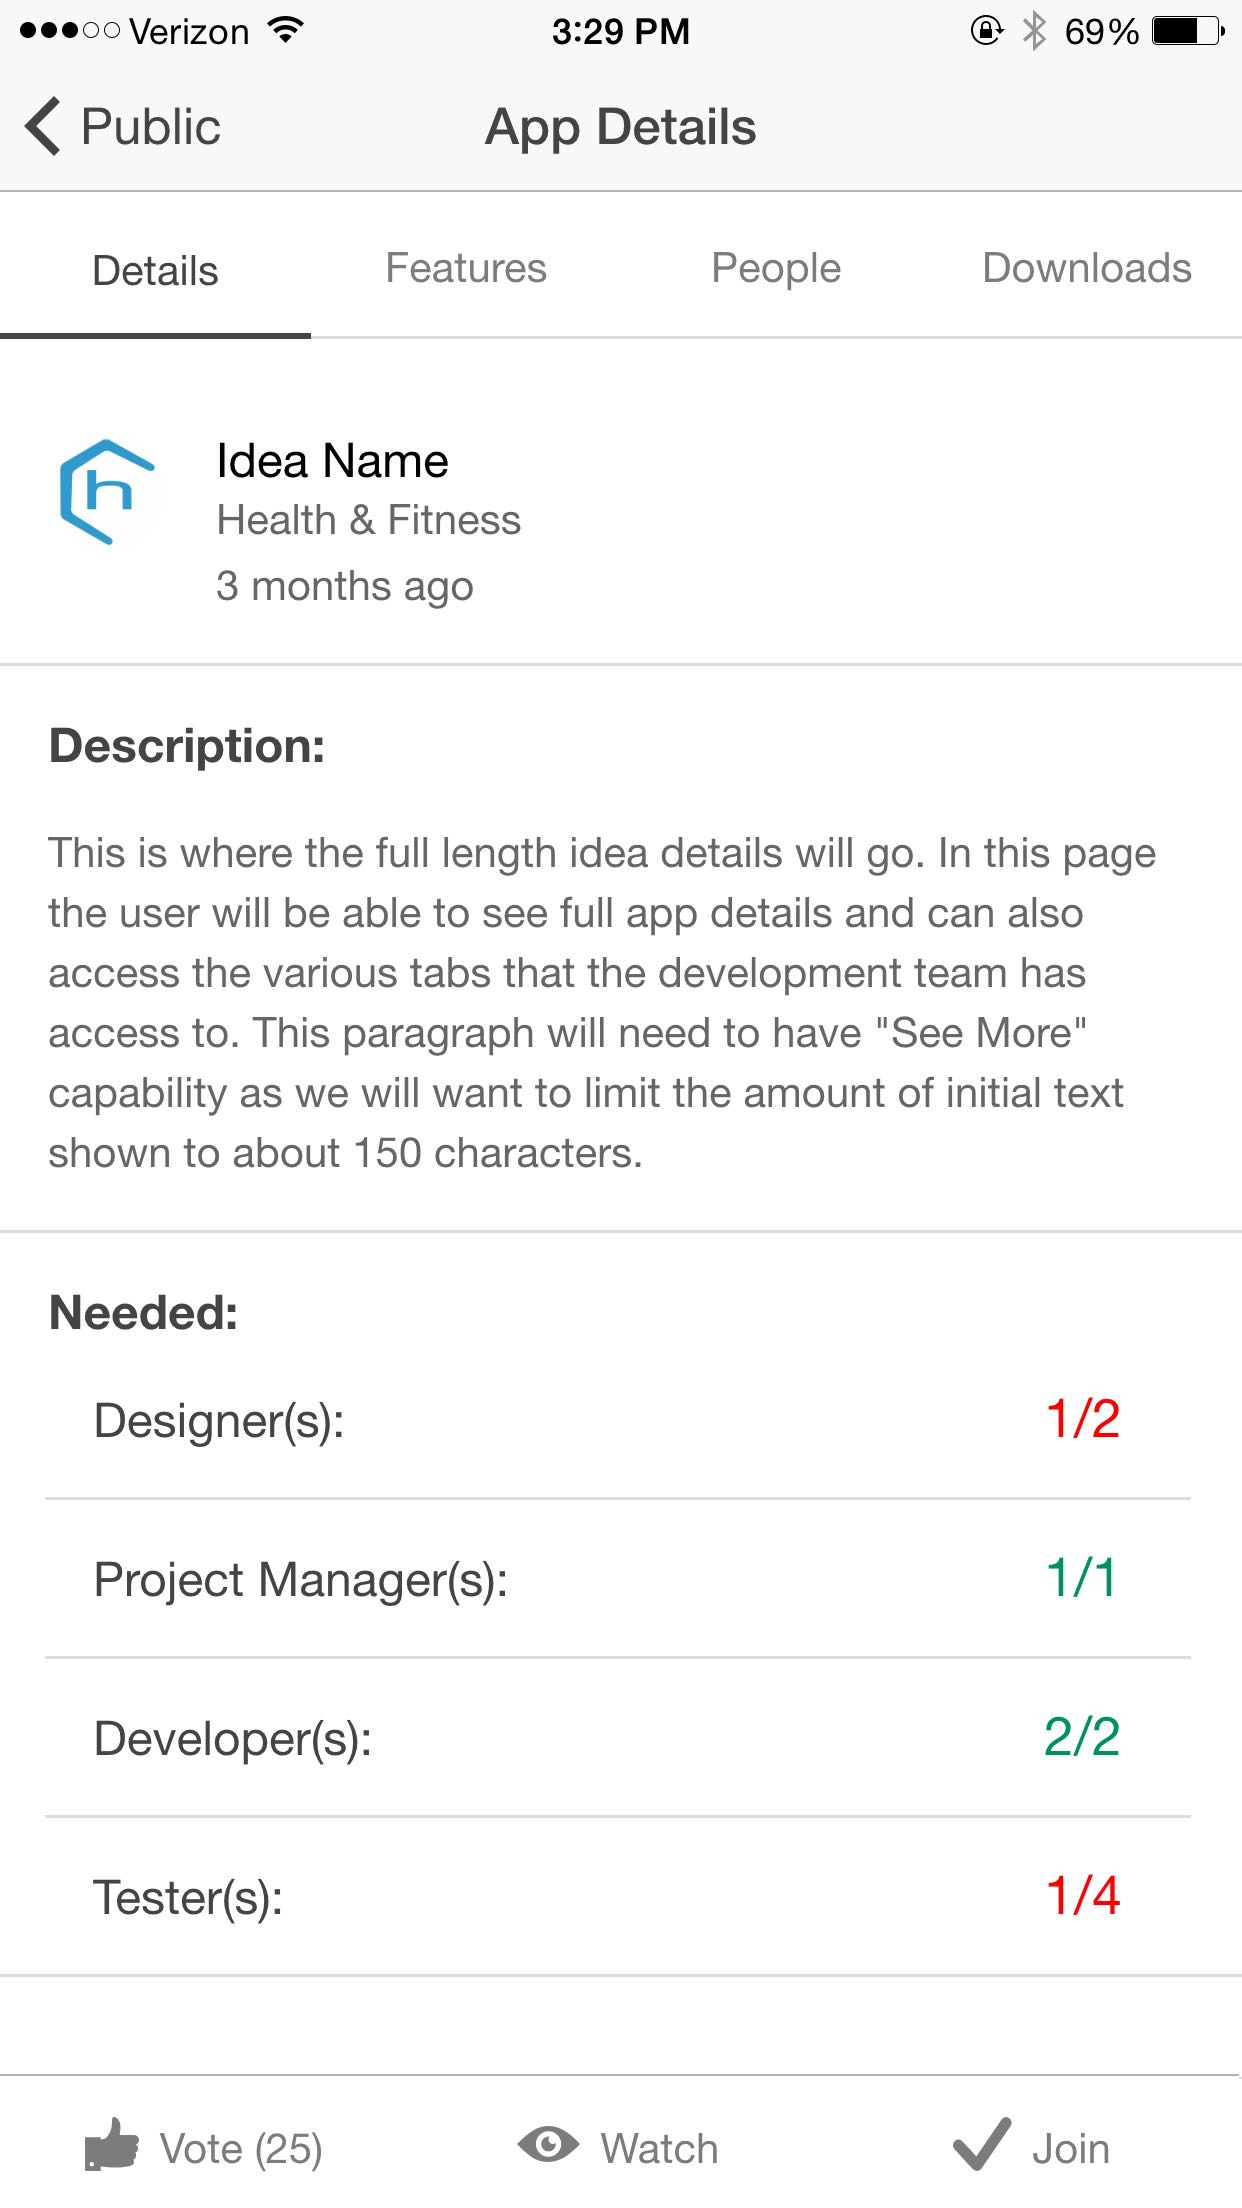 Verizon 3:29 PM 69%
Public App Details
Details Features People Downloads
h
Idea Name
Health & Fitness
3 months ago
Description:
This is where the full length idea details will go. In this page
the user will be able to see full app details and can also
access the various tabs that the development team has
access to. This paragraph will need to have "See More"
capability as we will want to limit the amount of initial text
shown to about 150 characters.
Needed:
Designer(s): 1/2
Project Manager(s): 1/1
Developer(s): 2/2
Tester(s): 1/4
Vote (25) Watch Join